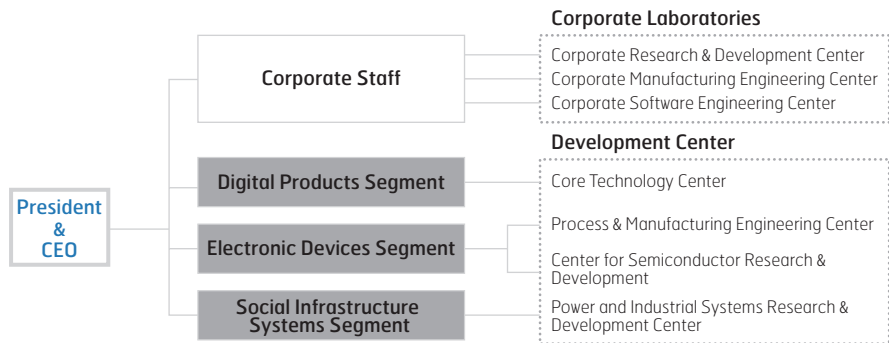 Corporate Laboratories
Corporate Staff
Corporate Research & Development Center
Corporate Manufacturing Engineering Center
Corporate Software Engineering Center
Development Center
Digital Products Segment
Core Technology Center
President
&
CEO
Electronic Devices Segment
Process & Manufacturing Engineering Center
Center for Semiconductor Research &
Development
Social Infrastructure
Systems Segment
Power and Industrial Systems Research &
Development Center